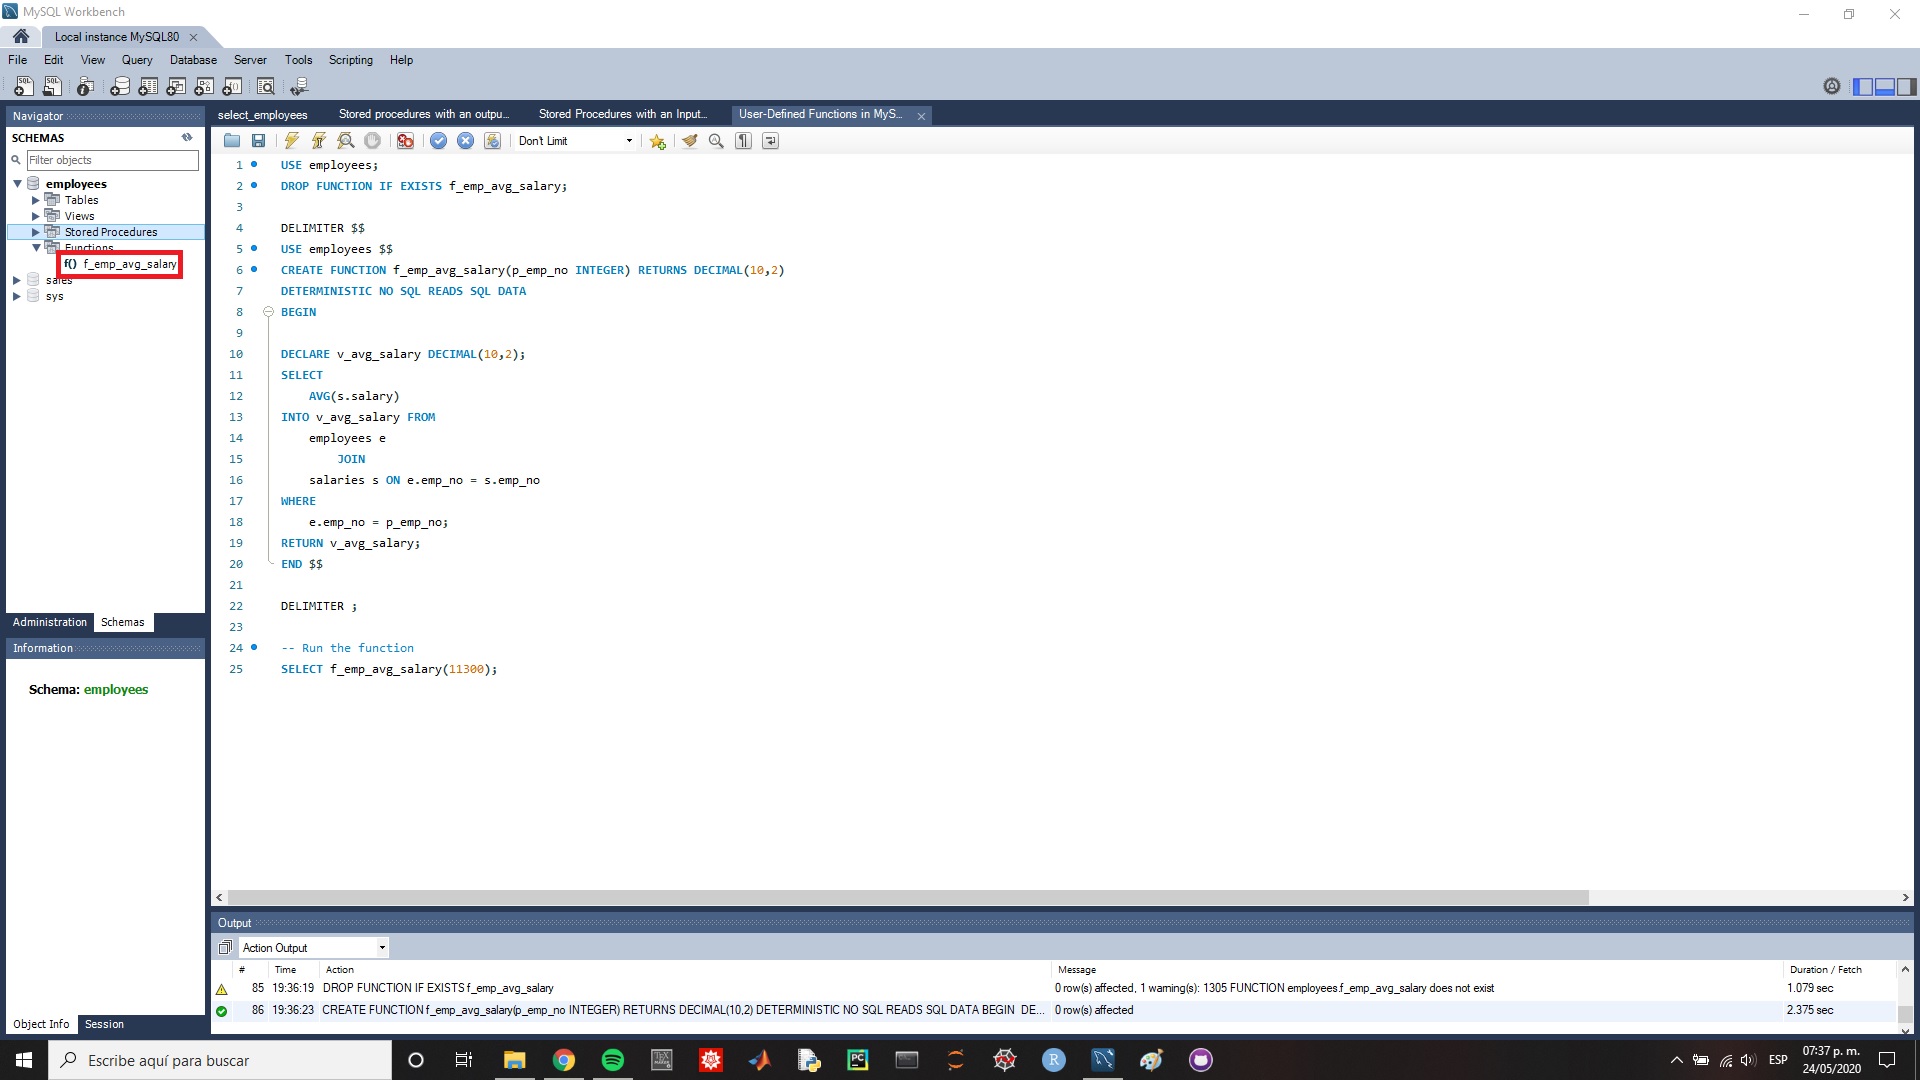 MySQL Workbench
Local instance MySQL80
File Edit View Query Database Server Tools Scripting Help
Navigator
SCHEMAS
Filter objects
employees
Tables
Views
Stored Procedures
Functions
f() f_emp_avg_salary
sales
sys
Administration Schemas
Information
Schema: employees
Object Info Session
select_employees Stored procedures with an outpu... Stored Procedures with an Input... User-Defined Functions in MyS...
Don't Limit
1 USE employees;
2 DROP FUNCTION IF EXISTS f_emp_avg_salary;
3
4 DELIMITER $$
5 USE employees $$
6 CREATE FUNCTION f_emp_avg_salary(p_emp_no INTEGER) RETURNS DECIMAL(10,2)
7 DETERMINISTIC NO SQL READS SQL DATA
8 BEGIN
9
10 DECLARE v_avg_salary DECIMAL(10,2);
11 SELECT
12 AVG(s.salary)
13 INTO v_avg_salary FROM
14 employees e
15 JOIN
16 salaries s ON e.emp_no = s.emp_no
17 WHERE
18 e.emp_no = p_emp_no;
19 RETURN v_avg_salary;
20 END $$
21
22 DELIMITER ;
23
24 -- Run the function
25 SELECT f_emp_avg_salary(11300);
Output
Action Output
# Time Action Message Duration / Fetch
85 19:36:19 DROP FUNCTION IF EXISTS f_emp_avg_salary 0 row(s) affected, 1 warning(s): 1305 FUNCTION employees.f_emp_avg_salary does not exist 1.079 sec
86 19:36:23 CREATE FUNCTION f_emp_avg_salary(p_emp_no INTEGER) RETURNS DECIMAL(10,2) DETERMINISTIC NO SQL READS SQL DATA BEGIN DE... 0 row(s) affected 2.375 sec
Escribe aquí para buscar
ESP
07:37 p. m.
24/05/2020